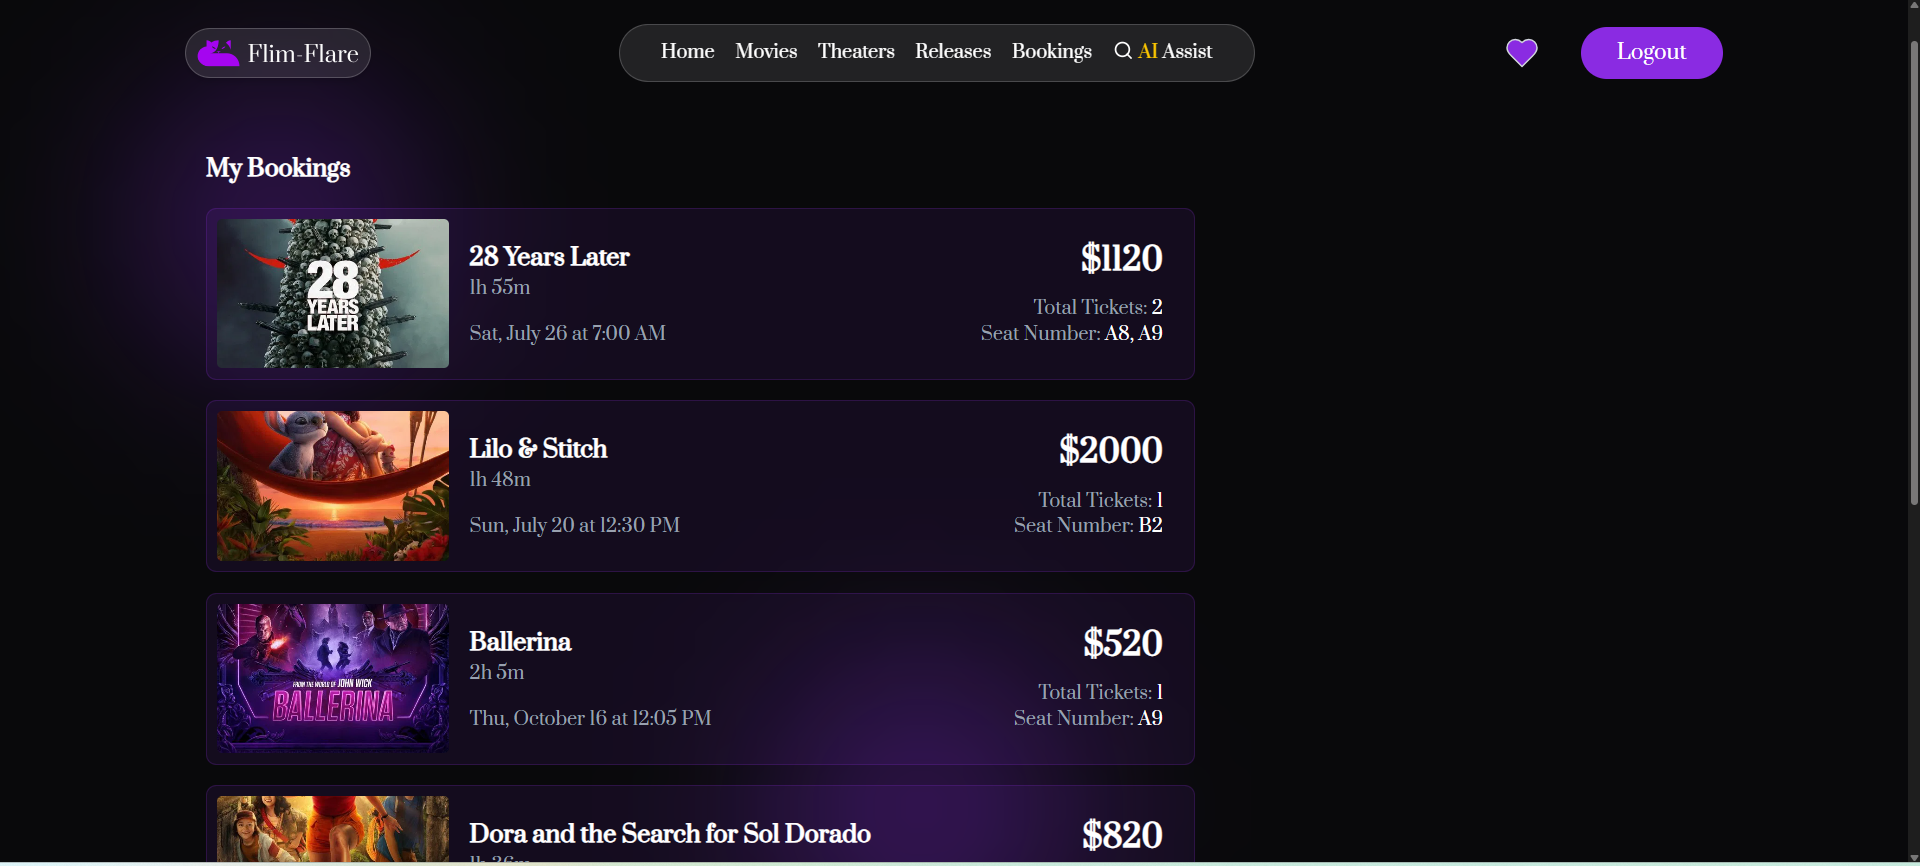 Flim-Flare
Home Movies Theaters Releases Bookings AI Assist
Logout
My Bookings
28
YEARS
LATER
28 Years Later
1h 55m
Sat, July 26 at 7:00 AM
$1120
Total Tickets: 2
Seat Number: A8, A9
Lilo & Stitch
1h 48m
Sun, July 20 at 12:30 PM
$2000
Total Tickets: 1
Seat Number: B2
FROM THE WORLD OF JOHN WICK
BALLERINA
Ballerina
2h 5m
Thu, October 16 at 12:05 PM
$520
Total Tickets: 1
Seat Number: A9
Dora and the Search for Sol Dorado
1h 36m
$820